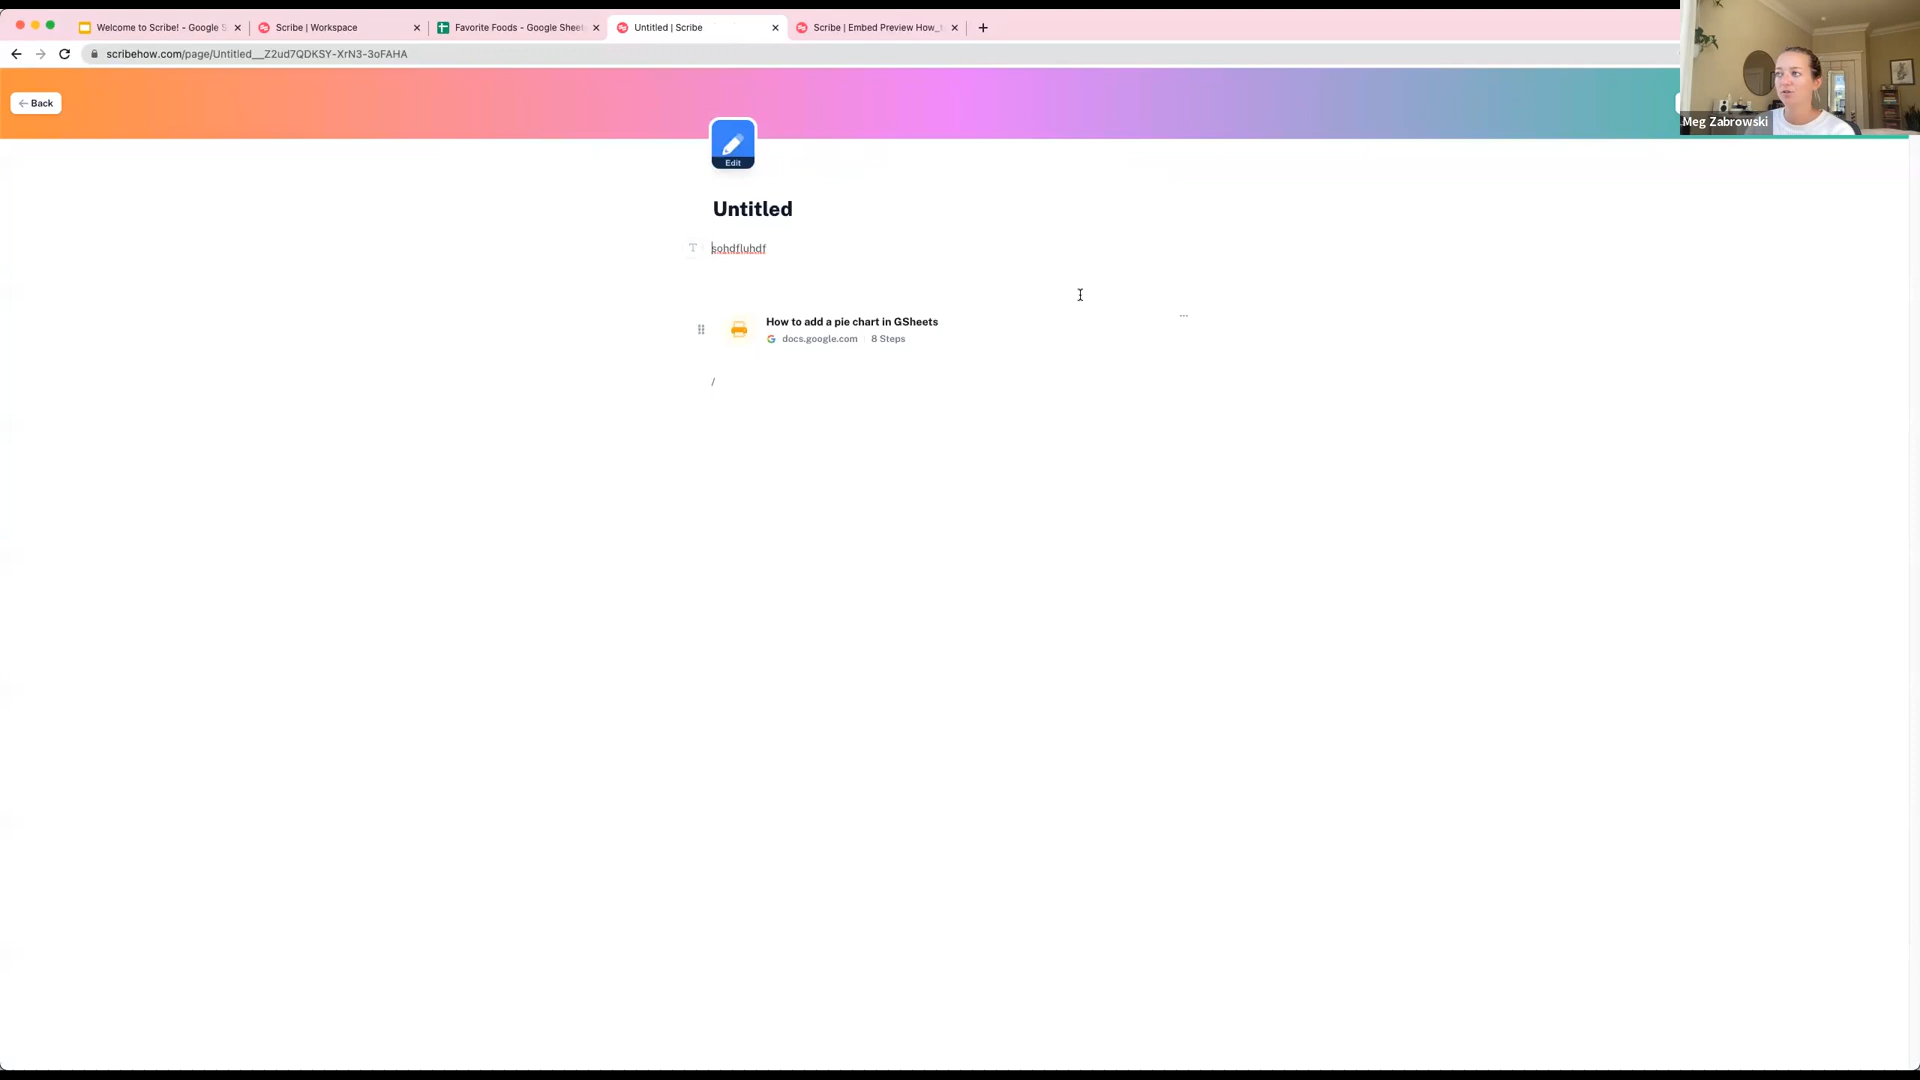 Welcome to Scribe! - Google S
Scribe | Workspace
Favorite Foods - Google Sheet
Untitled | Scribe
Scribe | Embed Preview How_t
scribehow.com/page/Untitled__Z2ud7QDKSY-XrN3-3oFAHA
Back
Meg Zabrowski
Edit
Untitled
T
sohdfluhdf
How to add a pie chart in GSheets
docs.google.com 8 Steps
/